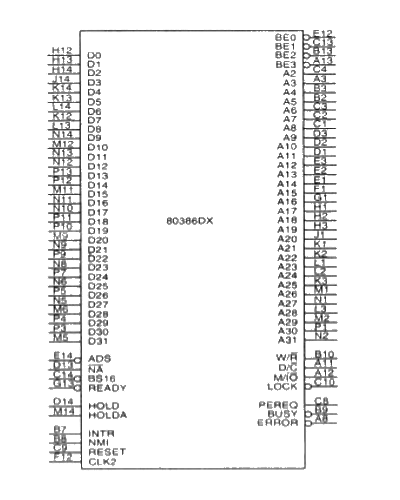 H12 D0
H13 D1
H14 D2
J14 D3
K14 D4
K13 D5
L14 D6
K12 D7
L13 D8
N14 D9
M12 D10
N13 D11
N12 D12
P13 D13
P12 D14
M11 D15
N11 D16
N10 D17
P11 D18
P10 D19
M9 D20
N9 D21
P9 D22
N8 D23
P7 D24
N6 D25
P5 D26
N5 D27
M6 D28
P4 D29
P3 D30
M5 D31
E14 ADS
D13 NA
C14 BS16
G13 READY
D14 HOLD
M14 HOLDA
B7 INTR
B8 NMI
C9 RESET
F12 CLK2
80386DX
BE0 E12
BE1 C13
BE2 B13
BE3 A13
A2 C4
A3 A3
A4 B3
A5 B2
A6 C3
A7 C2
A8 C1
A9 D3
A10 D2
A11 D1
A12 E3
A13 E2
A14 E1
A15 F1
A16 G1
A17 H1
A18 H2
A19 H3
A20 J1
A21 K1
A22 K2
A23 L1
A24 L2
A25 K3
A26 M1
A27 N1
A28 L3
A29 M2
A30 P1
A31 N2
W/R B10
D/C A11
M/IO A12
LOCK C10
PEREQ C8
BUSY B9
ERROR A8